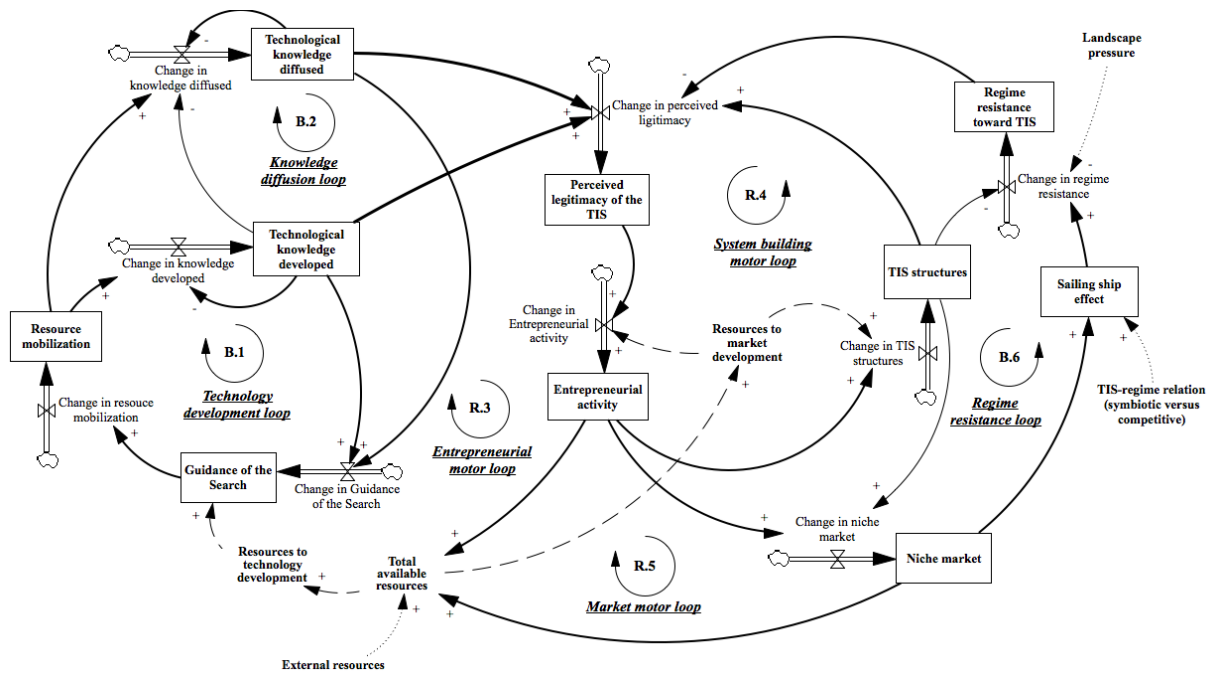 Technological
knowledge
diffused
Change in
knowledge diffused
-
-
-
+
B.2
Knowledge
diffusion loop
Technological
knowledge
developed
Change in knowledge
developed
+
-
Resource
mobilization
B.1
Technology
development loop
Change in resouce
mobilization
+
Guidance of the
Search
Change in Guidance
of the Search
+
+
+
R.3
Entrepreneurial
motor loop
Resources to
technology
development
+
Total
available
resources
+
+
+
External resources
Change in perceived
ligitimacy
+
+
-
+
Perceived
legitimacy of the
TIS
R.4
System building
motor loop
Change in
Entrepreneurial
activity
+
+
Resources to
market
development
+
Entrepreneurial
activity
Change in TIS
structures
+
+
TIS structures
Regime
resistance
toward TIS
Landscape
pressure
Change in regime
resistance
-
-
+
Sailing ship
effect
+
+
B.6
Regime
resistance loop
TIS-regime relation
(symbiotic versus
competitive)
Change in niche
market
+
+
Niche market
R.5
Market motor loop